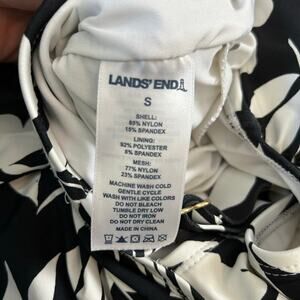 LANDS' END
S
SHELL:
85% NYLON
15% SPANDEX
LINING:
92% POLYESTER
8% SPANDEX
MESH:
77% NYLON
23% SPANDEX
MACHINE WASH COLD
GENTLE CYCLE
WASH WITH LIKE COLORS
DO NOT BLEACH
TUMBLE DRY LOW
DO NOT IRON
DO NOT DRY CLEAN
MADE IN CHINA